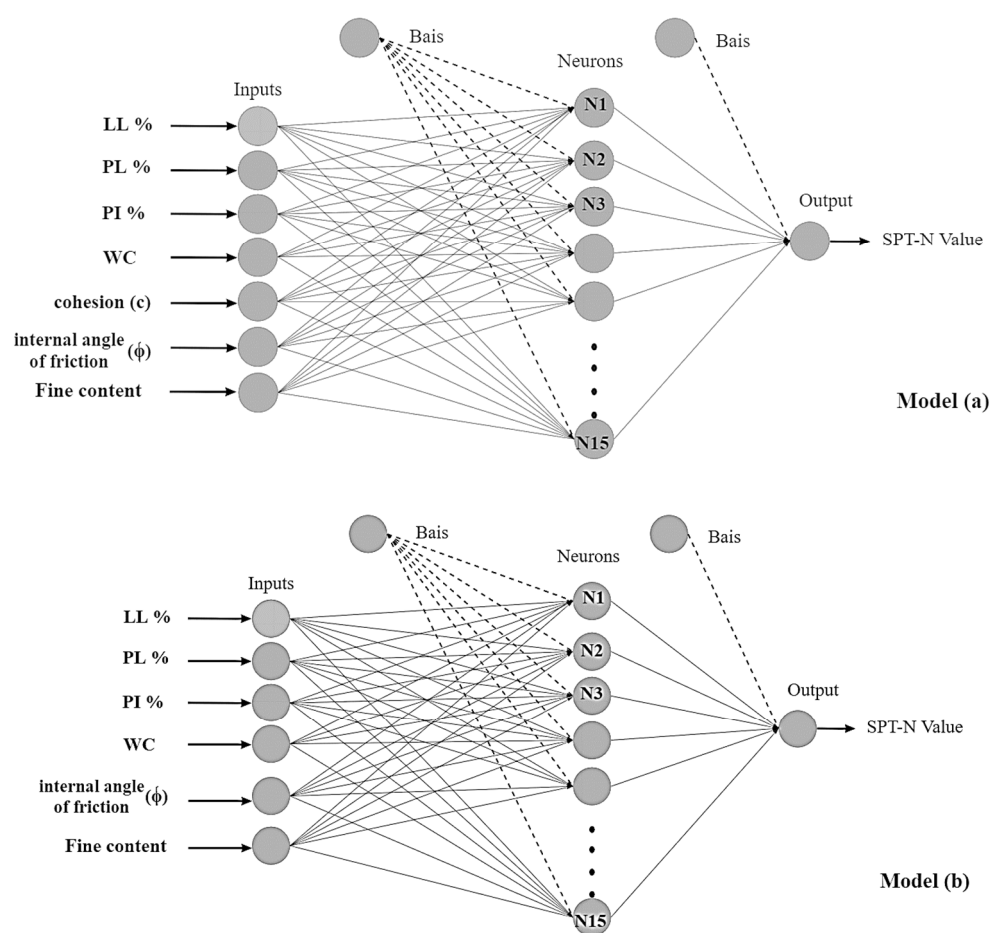 Bais
Bais
Neurons
Inputs
N1
LL %
N2
PL %
N3
PI %
Output
SPT-N Value
WC
cohesion (c)
internal angle
of friction (ϕ)
Fine content
Model (a)
N15
Bais
Bais
Neurons
Inputs
N1
LL %
N2
PL %
N3
PI %
Output
SPT-N Value
WC
internal angle
of friction (ϕ)
Fine content
Model (b)
N15